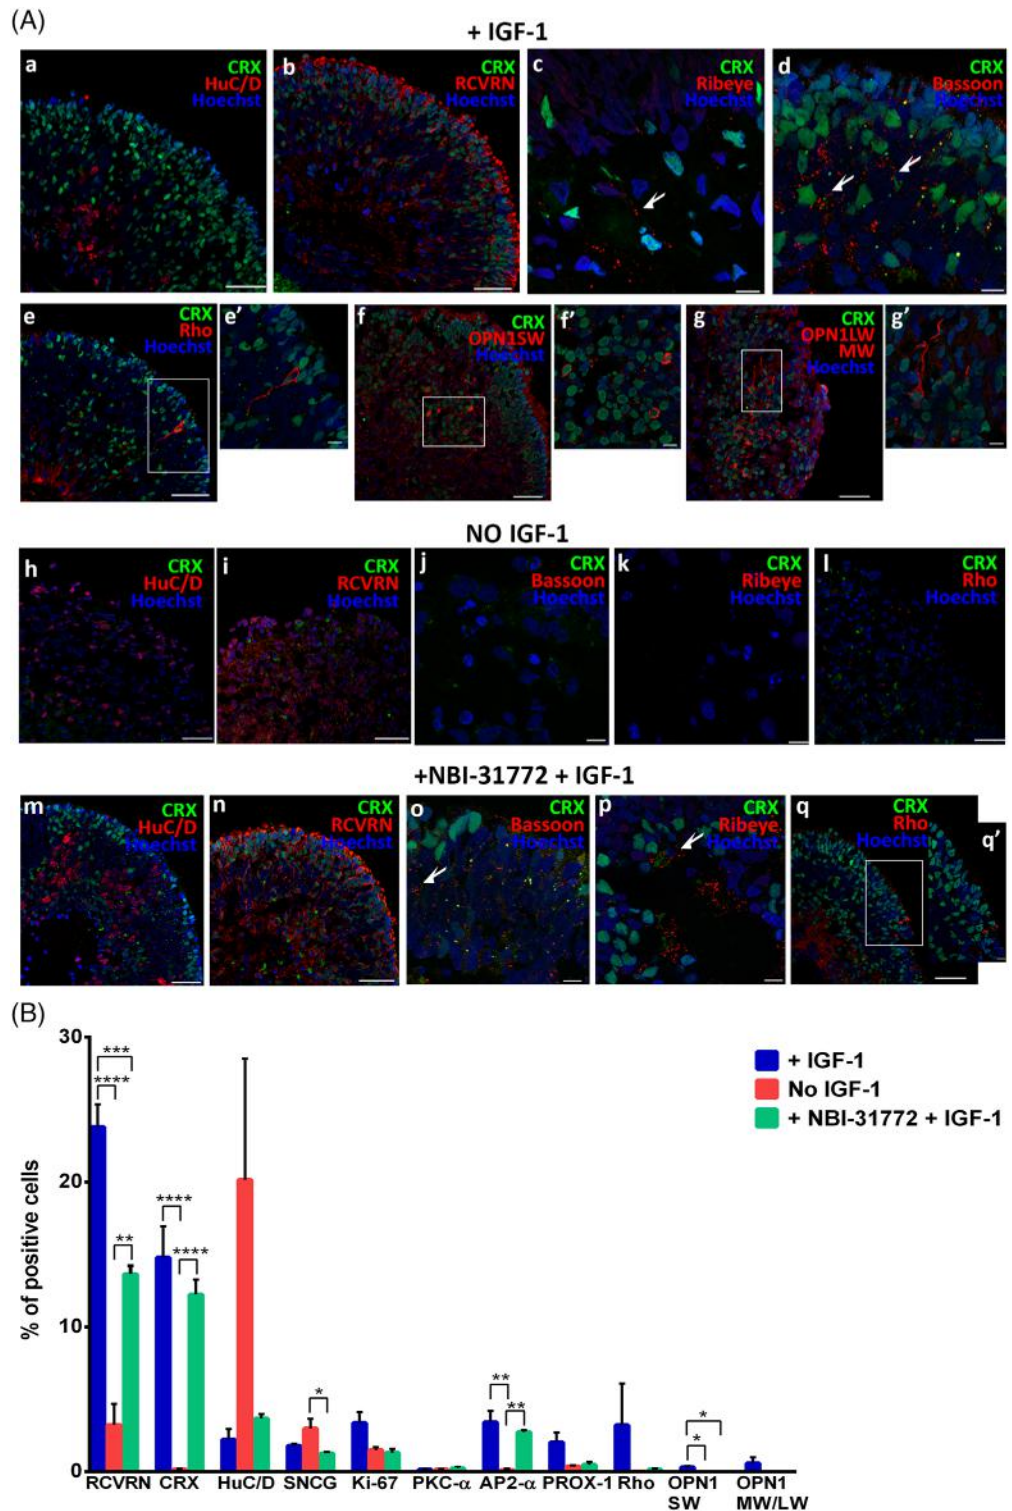 (A)
+ IGF-1
a
CRX
HuC/D
Hoechst
b
CRX
RCVRN
Hoechst
c
CRX
Ribeye
Hoechst
d
CRX
Bassoon
Hoechst
e
CRX
Rho
Hoechst
e'
f
CRX
OPN1SW
Hoechst
f'
g
CRX
OPN1LW
MW
Hoechst
g'
NO IGF-1
h
CRX
HuC/D
Hoechst
i
CRX
RCVRN
Hoechst
j
CRX
Bassoon
Hoechst
k
CRX
Ribeye
Hoechst
l
CRX
Rho
Hoechst
+NBI-31772 + IGF-1
m
CRX
HuC/D
Hoechst
n
CRX
RCVRN
Hoechst
o
CRX
Bassoon
Hoechst
p
CRX
Ribeye
Hoechst
q
CRX
Rho
Hoechst
q'
(B)
% of positive cells
30
20
10
0
***
****
**
****
****
*
**
**
*
*
+ IGF-1
No IGF-1
+ NBI-31772 + IGF-1
RCVRN CRX HuC/D SNCG Ki-67 PKC-α AP2-α PROX-1 Rho OPN1 OPN1
SW MW/LW